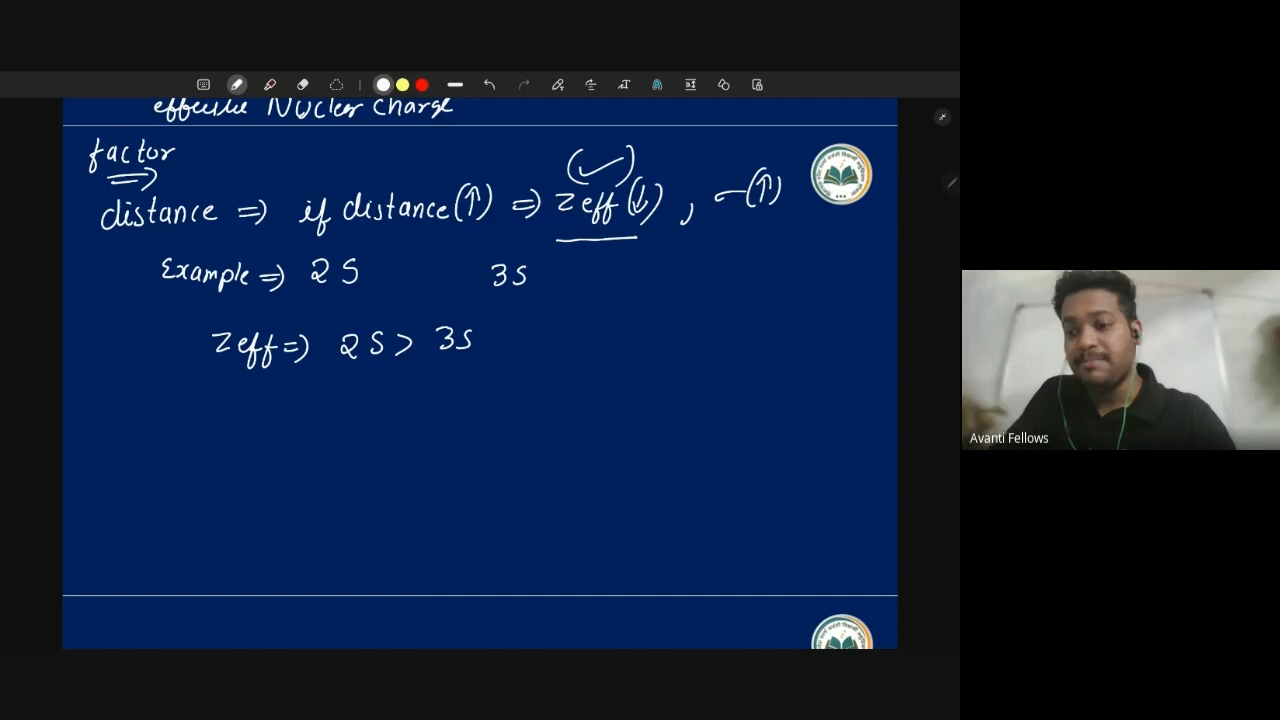 effective Nuclear Charge
factor
distance ⇒ if distance (↑) ⇒ Zeff (↓) , (↑)
Example ⇒ 2S 3S
Zeff ⇒ 2S > 3S
Avanti Fellows